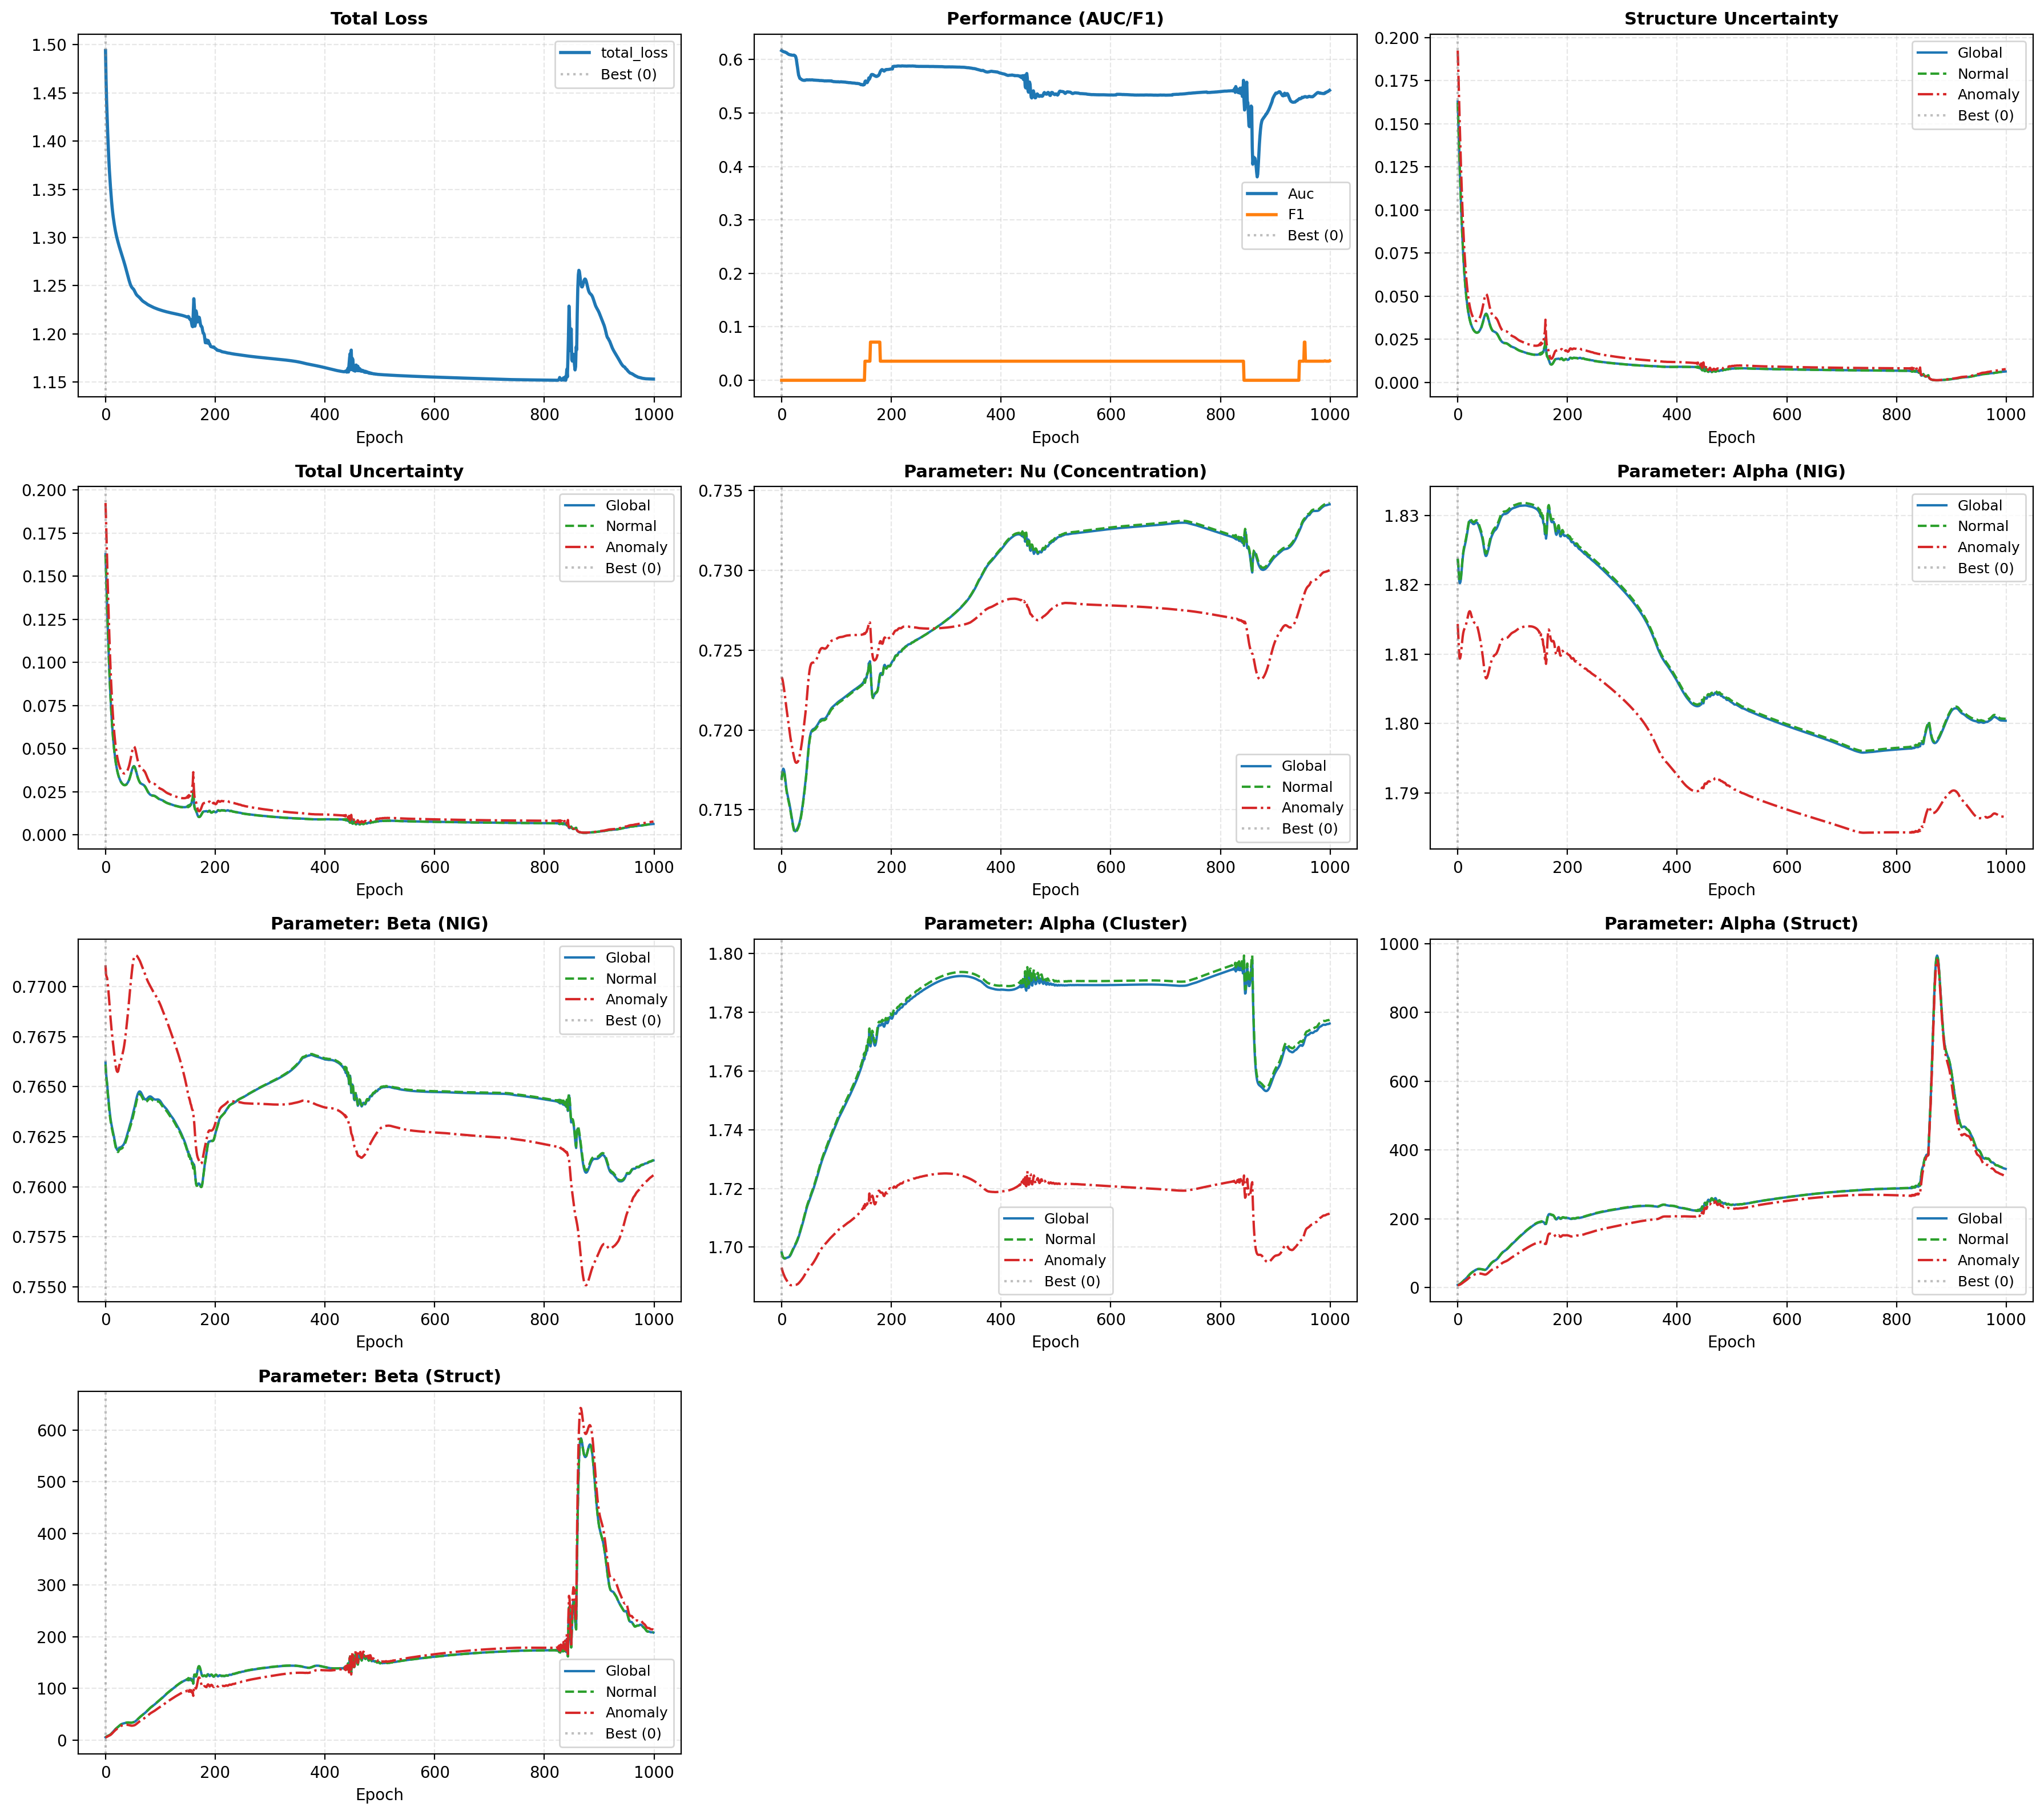 Total Loss
1.50
1.45
1.40
1.35
1.30
1.25
1.20
1.15
total_loss
Best (0)
0 200 400 600 800 1000
Epoch
Performance (AUC/F1)
0.6
0.5
0.4
0.3
0.2
0.1
0.0
Auc
F1
Best (0)
0 200 400 600 800 1000
Epoch
Structure Uncertainty
0.200
0.175
0.150
0.125
0.100
0.075
0.050
0.025
0.000
Global
Normal
Anomaly
Best (0)
0 200 400 600 800 1000
Epoch
Total Uncertainty
0.200
0.175
0.150
0.125
0.100
0.075
0.050
0.025
0.000
Global
Normal
Anomaly
Best (0)
0 200 400 600 800 1000
Epoch
Parameter: Nu (Concentration)
0.735
0.730
0.725
0.720
0.715
Global
Normal
Anomaly
Best (0)
0 200 400 600 800 1000
Epoch
Parameter: Alpha (NIG)
1.83
1.82
1.81
1.80
1.79
Global
Normal
Anomaly
Best (0)
0 200 400 600 800 1000
Epoch
Parameter: Beta (NIG)
0.7700
0.7675
0.7650
0.7625
0.7600
0.7575
0.7550
Global
Normal
Anomaly
Best (0)
0 200 400 600 800 1000
Epoch
Parameter: Alpha (Cluster)
1.80
1.78
1.76
1.74
1.72
1.70
Global
Normal
Anomaly
Best (0)
0 200 400 600 800 1000
Epoch
Parameter: Alpha (Struct)
1000
800
600
400
200
0
Global
Normal
Anomaly
Best (0)
0 200 400 600 800 1000
Epoch
Parameter: Beta (Struct)
600
500
400
300
200
100
0
Global
Normal
Anomaly
Best (0)
0 200 400 600 800 1000
Epoch